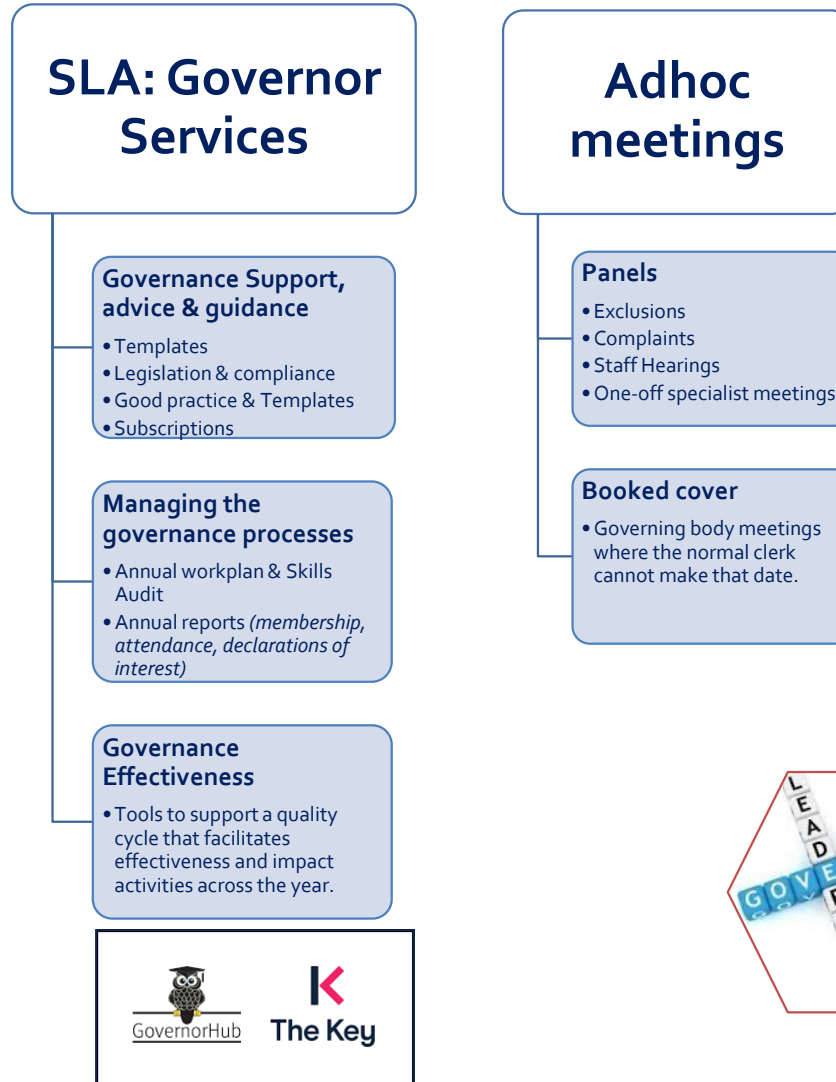 SLA: Governor
Services
Governance Support,
advice & guidance
• Templates
• Legislation & compliance
• Good practice & Templates
• Subscriptions
Managing the
governance processes
• Annual workplan & Skills
Audit
• Annual reports (membership,
attendance, declarations of
interest)
Governance
Effectiveness
• Tools to support a quality
cycle that facilitates
effectiveness and impact
activities across the year.
GovernorHub
The Key
Adhoc
meetings
Panels
• Exclusions
• Complaints
• Staff Hearings
• One-off specialist meetings
Booked cover
• Governing body meetings
where the normal clerk
cannot make that date.
LEAD
GOVE